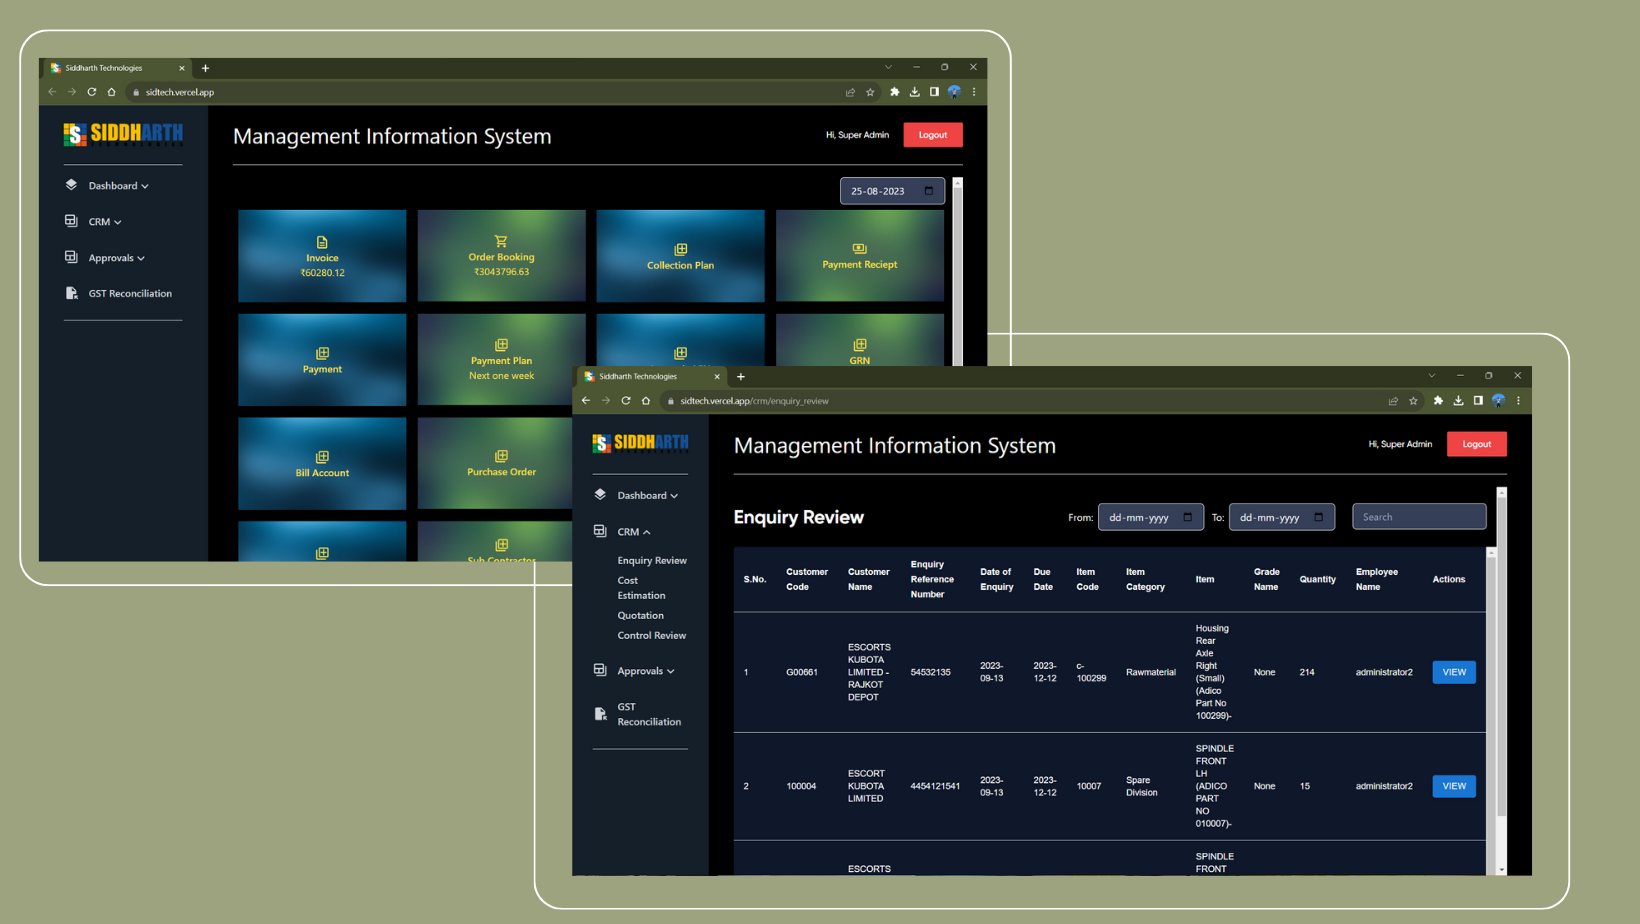 Siddharth Technologies
sidtech.vercel.app
SIDDHARTH
TECHNOLOGIES
Management Information System
Hi, Super Admin
Logout
Dashboard
CRM
Approvals
GST Reconciliation
25-08-2023
Invoice
₹60280.12
Order Booking
₹3043796.63
Collection Plan
Payment Reciept
Payment
Payment Plan
Next one week
GRN
Bill Account
Purchase Order
Sub Contractor
Siddharth Technologies
sidtech.vercel.app/crm/enquiry_review
SIDDHARTH
TECHNOLOGIES
Management Information System
Hi, Super Admin
Logout
Dashboard
CRM
Enquiry Review
Cost
Estimation
Quotation
Control Review
Approvals
GST
Reconciliation
Enquiry Review
From: dd-mm-yyyy To: dd-mm-yyyy Search
S.No. Customer Code Customer Name Enquiry Reference Number Date of Enquiry Due Date Item Code Item Category Item Grade Name Quantity Employee Name Actions
1 G00661 ESCORTS KUBOTA LIMITED - RAJKOT DEPOT 54532135 2023-09-13 2023-12-12 c-100299 Rawmaterial Housing Rear Axle Right (Small) (Adico Part No 100299)- None 214 administrator2 VIEW
2 100004 ESCORT KUBOTA LIMITED 4454121541 2023-09-13 2023-12-12 10007 Spare Division SPINDLE FRONT LH (ADICO PART NO 010007)- None 15 administrator2 VIEW
ESCORTS SPINDLE FRONT